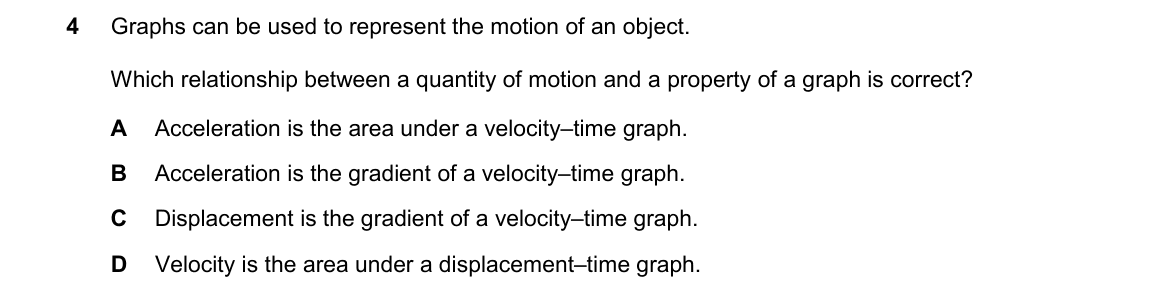 4 Graphs can be used to represent the motion of an object.
Which relationship between a quantity of motion and a property of a graph is correct?
A Acceleration is the area under a velocity–time graph.
B Acceleration is the gradient of a velocity–time graph.
C Displacement is the gradient of a velocity–time graph.
D Velocity is the area under a displacement–time graph.